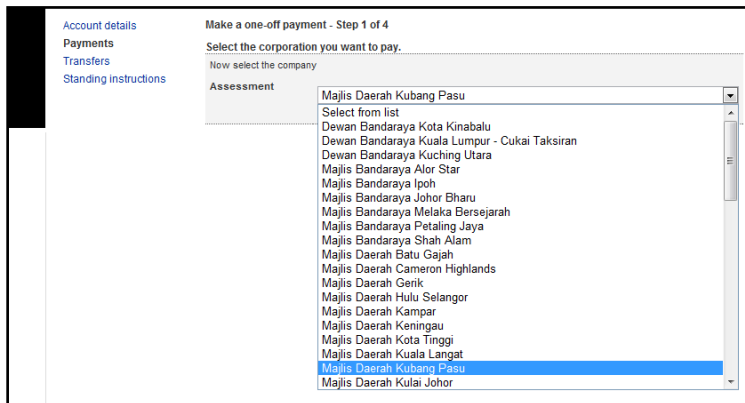 Account details
Payments
Transfers
Standing instructions
Make a one-off payment - Step 1 of 4
Select the corporation you want to pay.
Now select the company
Assessment
Majlis Daerah Kubang Pasu
Select from list
Dewan Bandaraya Kota Kinabalu
Dewan Bandaraya Kuala Lumpur - Cukai Taksiran
Dewan Bandaraya Kuching Utara
Majlis Bandaraya Alor Star
Majlis Bandaraya Ipoh
Majlis Bandaraya Johor Bharu
Majlis Bandaraya Melaka Bersejarah
Majlis Bandaraya Petaling Jaya
Majlis Bandaraya Shah Alam
Majlis Daerah Batu Gajah
Majlis Daerah Cameron Highlands
Majlis Daerah Gerik
Majlis Daerah Hulu Selangor
Majlis Daerah Kampar
Majlis Daerah Keningau
Majlis Daerah Kota Tinggi
Majlis Daerah Kuala Langat
Majlis Daerah Kubang Pasu
Majlis Daerah Kulai Johor